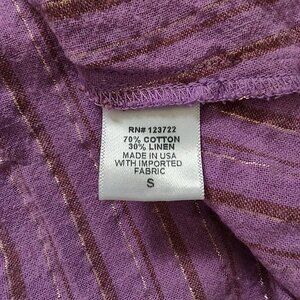 RN# 123722
70% COTTON
30% LINEN
MADE IN USA
WITH IMPORTED
FABRIC
S